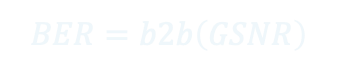 BER = b2b(GSNR)